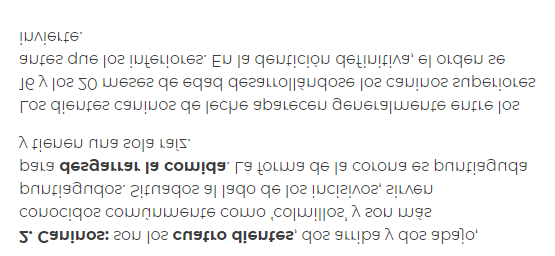 2. Caninos: son los cuatro dientes, dos arriba y dos abajo,
conocidos comúnmente como 'colmillos' y son más
puntiagudos. Situados al lado de los incisivos, sirven
para desgarrar la comida. La forma de la corona es puntiaguda
y tienen una sola raíz.
Los dientes caninos de leche aparecen generalmente entre los
16 y los 20 meses de edad desarrollándose los caninos superiores
antes que los inferiores. En la dentición definitiva, el orden se
invierte.